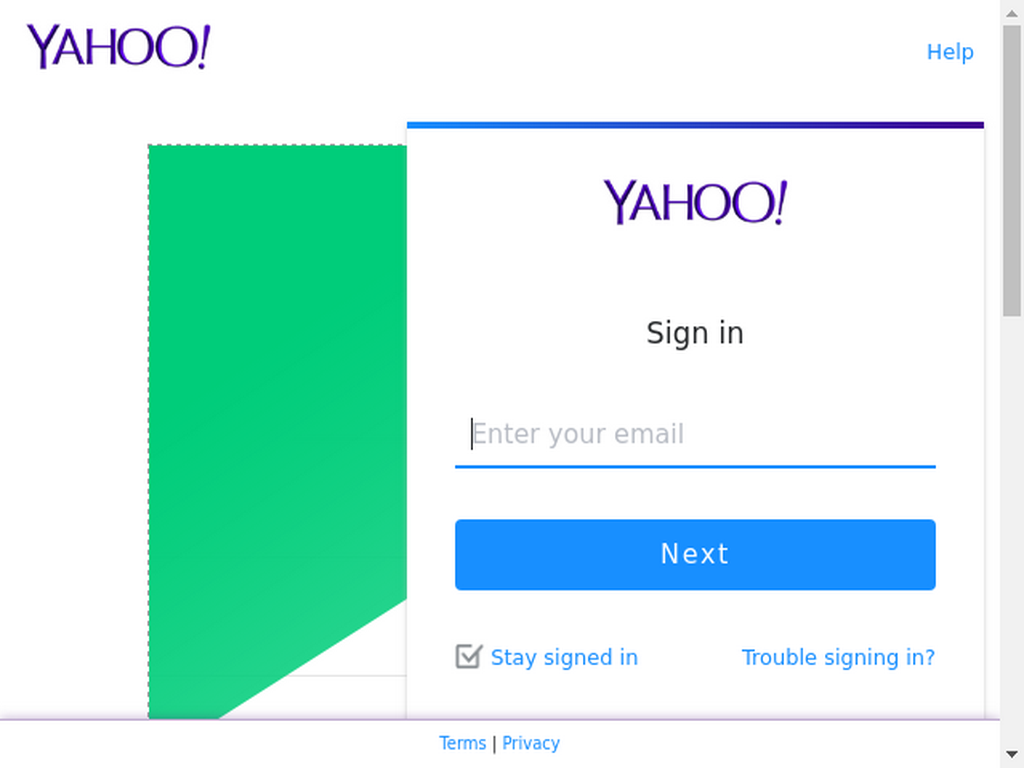 YAHOO!
Help
YAHOO!
Sign in
Enter your email
Next
Stay signed in
Trouble signing in?
Terms | Privacy